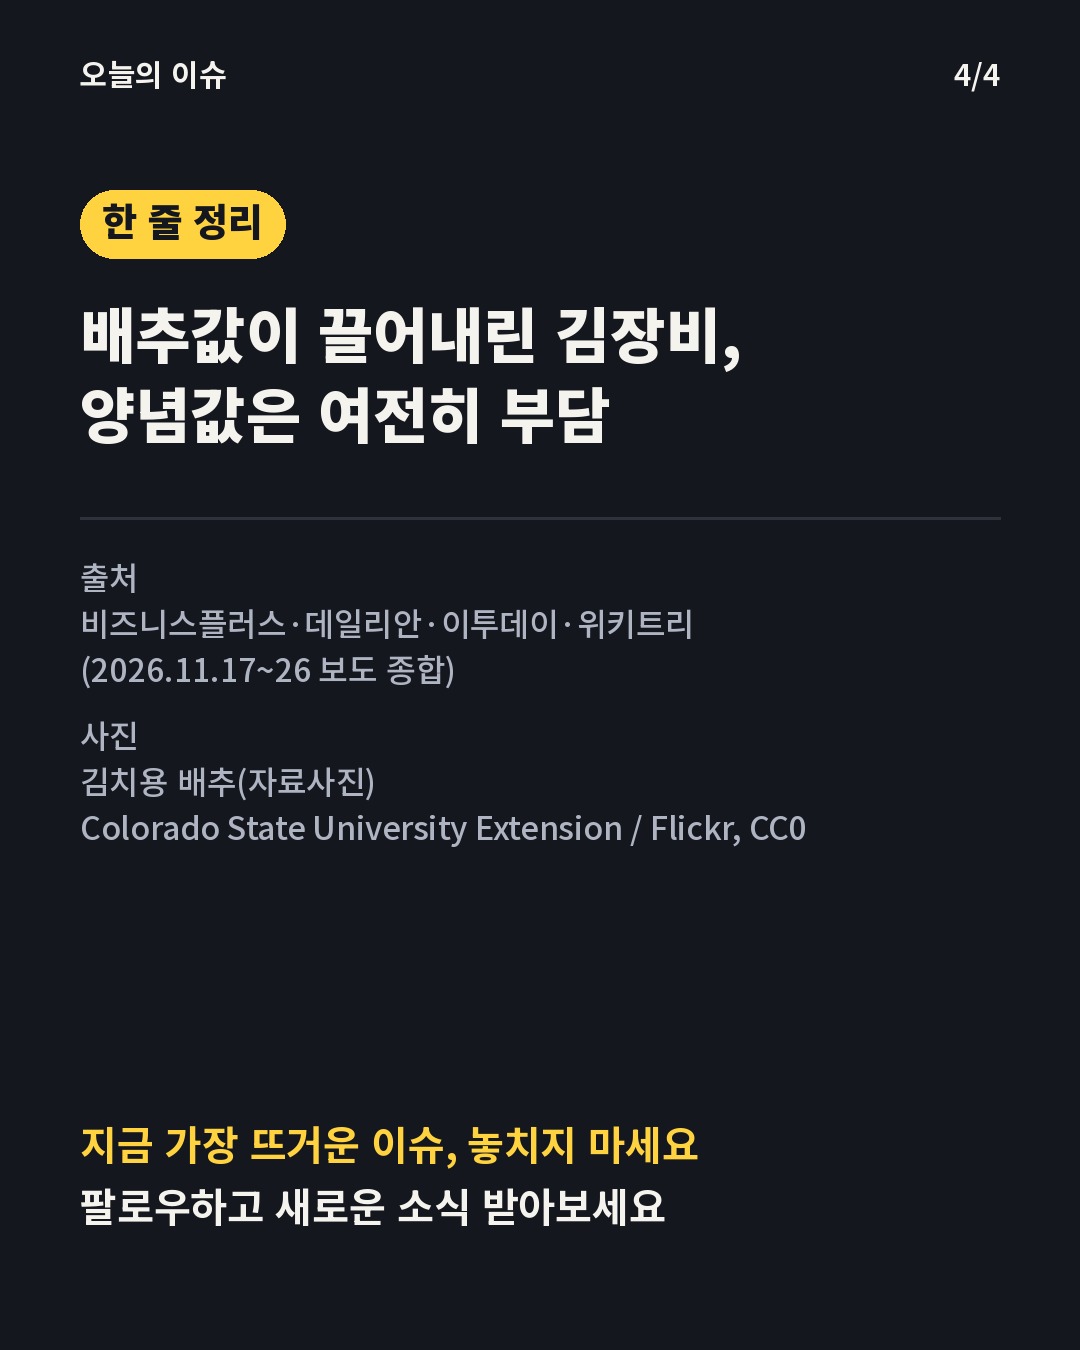 오늘의 이슈
4/4
한 줄 정리
배추값이 끌어내린 김장비,
양념값은 여전히 부담
출처
비즈니스플러스·데일리안·이투데이·위키트리
(2026.11.17~26 보도 종합)
사진
김치용 배추(자료사진)
Colorado State University Extension / Flickr, CC0
지금 가장 뜨거운 이슈, 놓치지 마세요
팔로우하고 새로운 소식 받아보세요